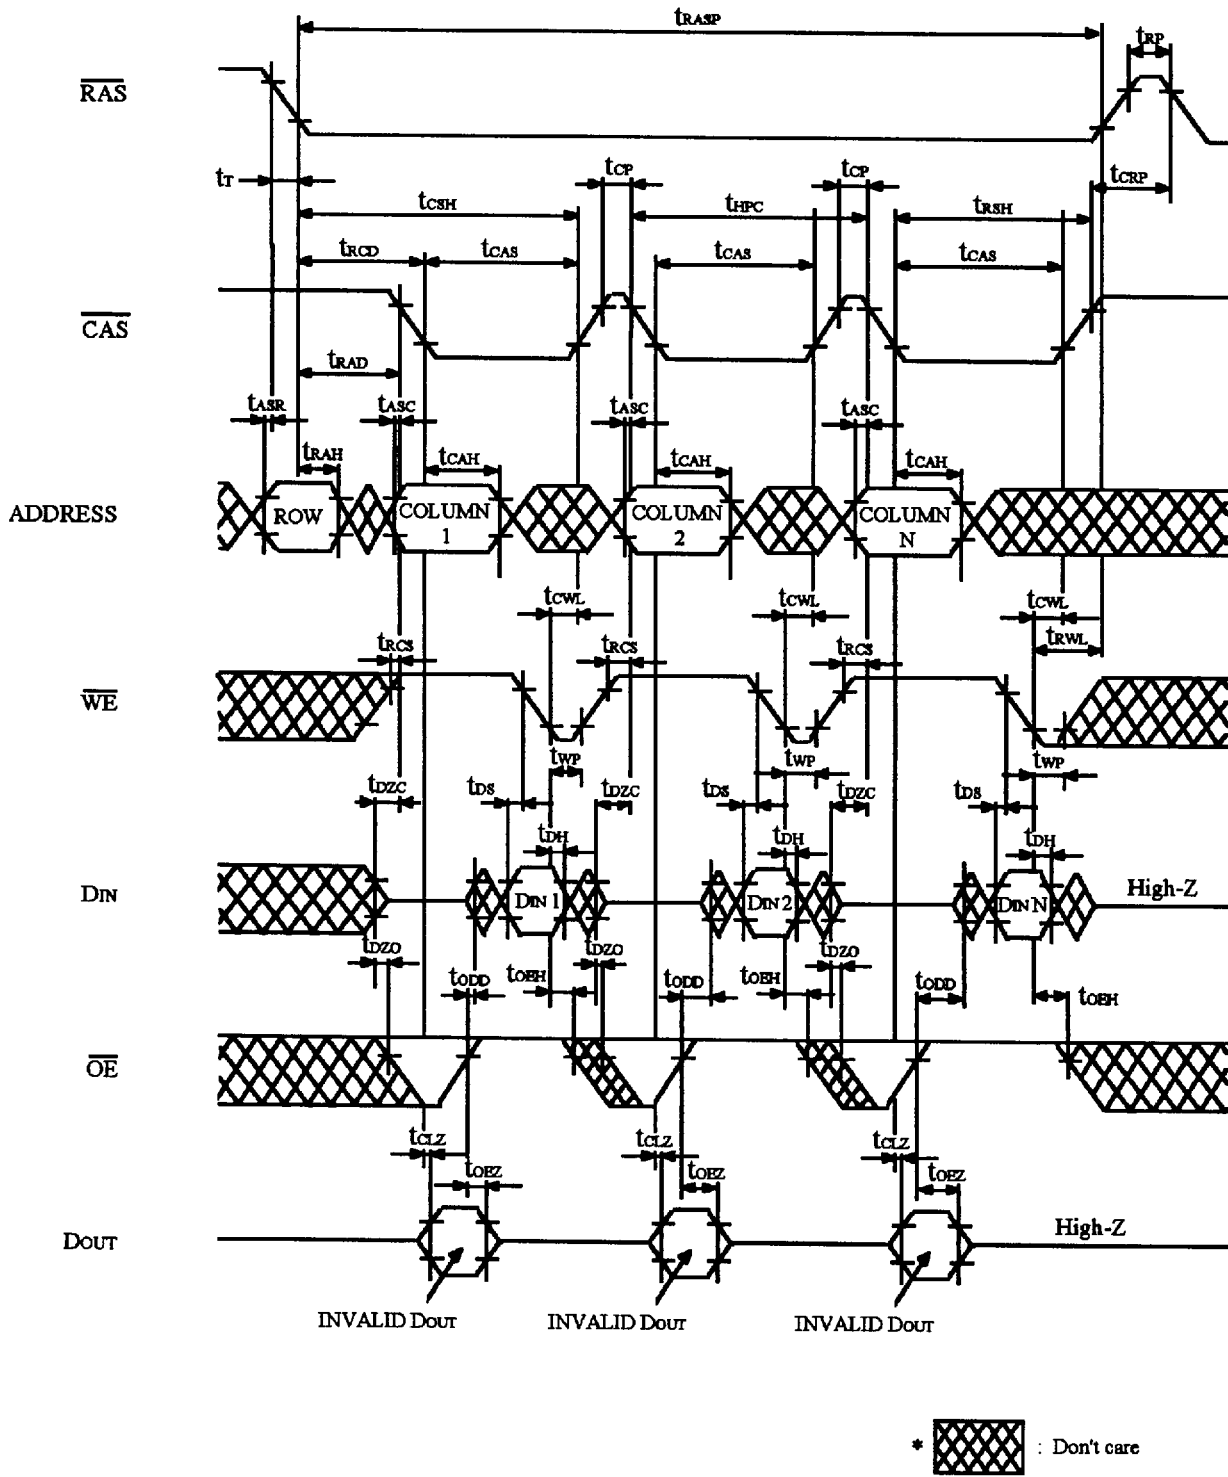 tRASP
tRP
RAS
tT
tCP
tCP
tCRP
tCSH
tHPC
tRSH
tRCD
tCAS
tCAS
tCAS
CAS
tRAD
tASR
tASC
tASC
tASC
tRAH
tCAH
tCAH
tCAH
ADDRESS
ROW
COLUMN
1
COLUMN
2
COLUMN
N
tCWL
tCWL
tCWL
tRCS
tRCS
tRCS
tRWL
WE
tWP
tWP
tWP
tDZC
tDS
tDZC
tDS
tDZC
tDS
tDH
tDH
tDH
DIN
DIN 1
DIN 2
DIN N
High-Z
tDZO
tDZO
tDZO
tODD
tOEH
tODD
tOEH
tODD
tOEH
OE
tCLZ
tCLZ
tCLZ
tOEZ
tOEZ
tOEZ
DOUT
High-Z
INVALID DOUT
INVALID DOUT
INVALID DOUT
* : Don't care